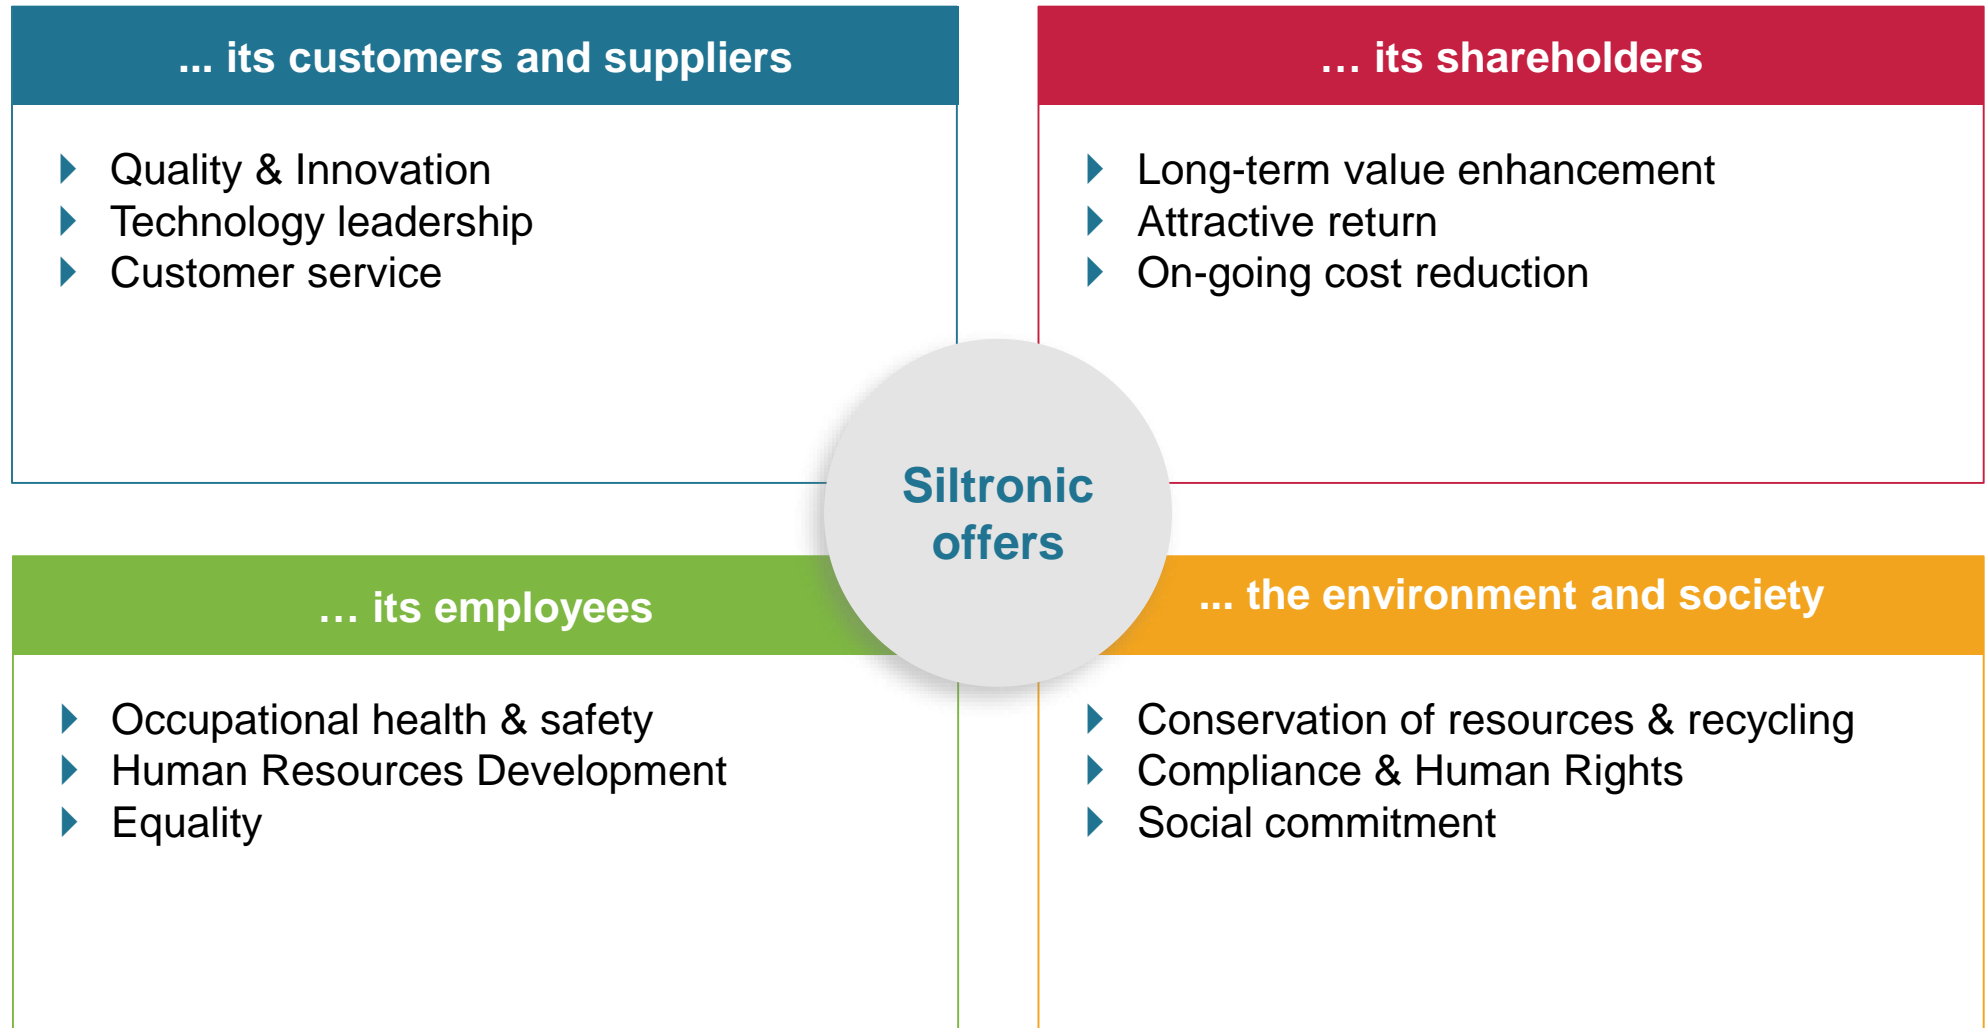 ... its customers and suppliers
Quality & Innovation
Technology leadership
Customer service
… its shareholders
Long-term value enhancement
Attractive return
On-going cost reduction
Siltronic
offers
… its employees
Occupational health & safety
Human Resources Development
Equality
... the environment and society
Conservation of resources & recycling
Compliance & Human Rights
Social commitment